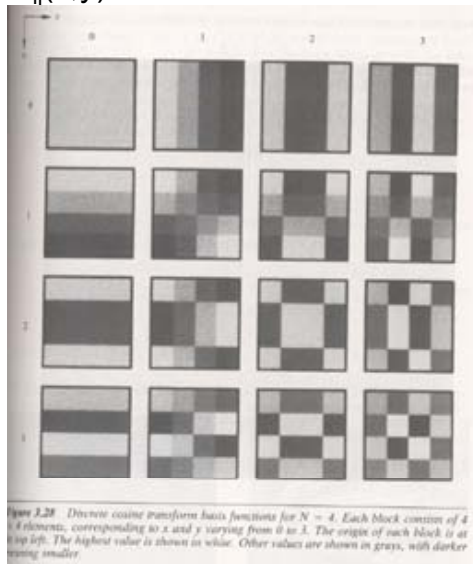 (x, y)
0 1 2 3
1
2
3
Figure 3.28 Discrete cosine transform basis functions for N = 4. Each block consists of 4
× 4 elements, corresponding to x and y varying from 0 to 3. The origin of each block is at
top left. The highest value is shown in white. Other values are shown in grays, with darker
meaning smaller.